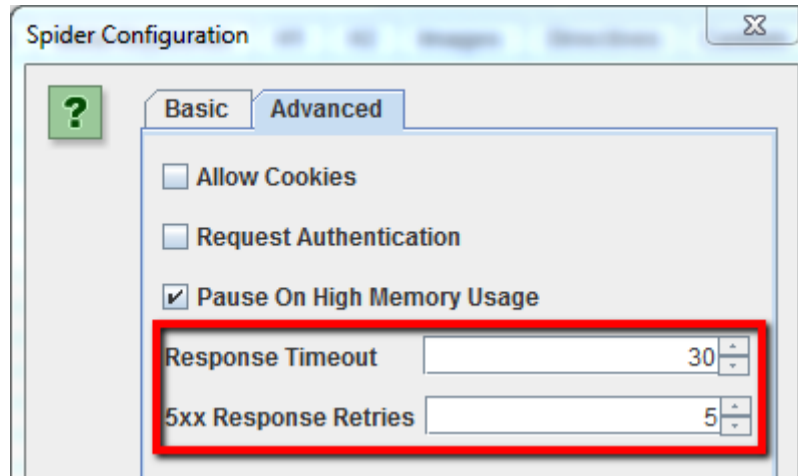 Spider Configuration
?
Basic Advanced
Allow Cookies
Request Authentication
Pause On High Memory Usage
Response Timeout 30
5xx Response Retries 5